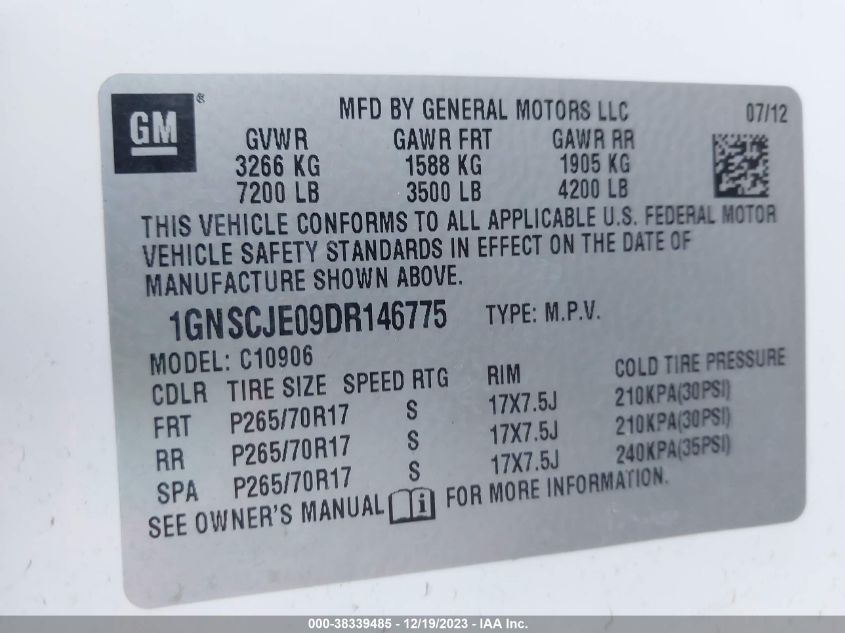 GM ®
MFD BY GENERAL MOTORS LLC 07/12
GVWR GAWR FRT GAWR RR
3266 KG 1588 KG 1905 KG
7200 LB 3500 LB 4200 LB
THIS VEHICLE CONFORMS TO ALL APPLICABLE U.S. FEDERAL MOTOR
VEHICLE SAFETY STANDARDS IN EFFECT ON THE DATE OF
MANUFACTURE SHOWN ABOVE.
1GNSCJE09DR146775 TYPE: M.P.V.
MODEL: C10906
CDLR TIRE SIZE SPEED RTG RIM COLD TIRE PRESSURE
FRT P265/70R17 S 17X7.5J 210KPA(30PSI)
RR P265/70R17 S 17X7.5J 210KPA(30PSI)
SPA P265/70R17 S 17X7.5J 240KPA(35PSI)
SEE OWNER'S MANUAL i FOR MORE INFORMATION.
000-38339485 - 12/19/2023 - IAA Inc.